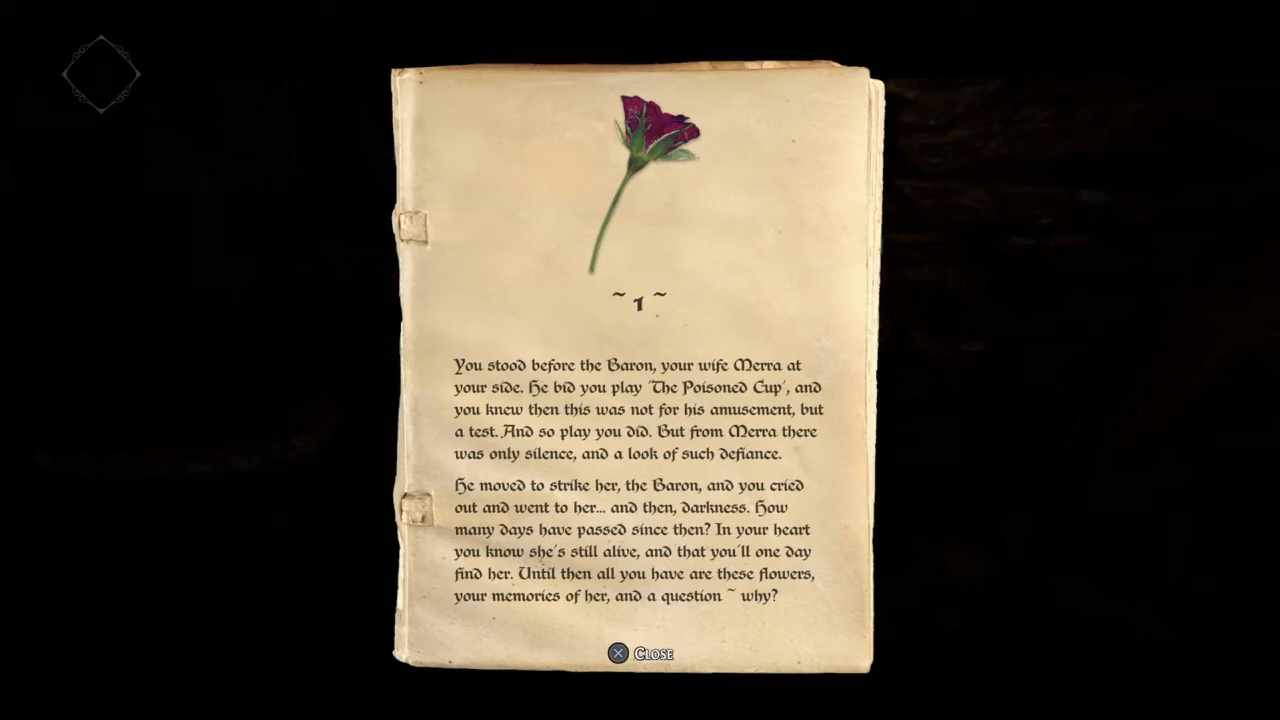 ~ 1 ~
You stood before the Baron, your wife Merra at
your side. He bid you play 'The Poisoned Cup', and
you knew then this was not for his amusement, but
a test. And so play you did. But from Merra there
was only silence, and a look of such defiance.
He moved to strike her, the Baron, and you cried
out and went to her... and then, darkness. How
many days have passed since then? In your heart
you know she's still alive, and that you'll one day
find her. Until then all you have are these flowers,
your memories of her, and a question ~ why?
Close